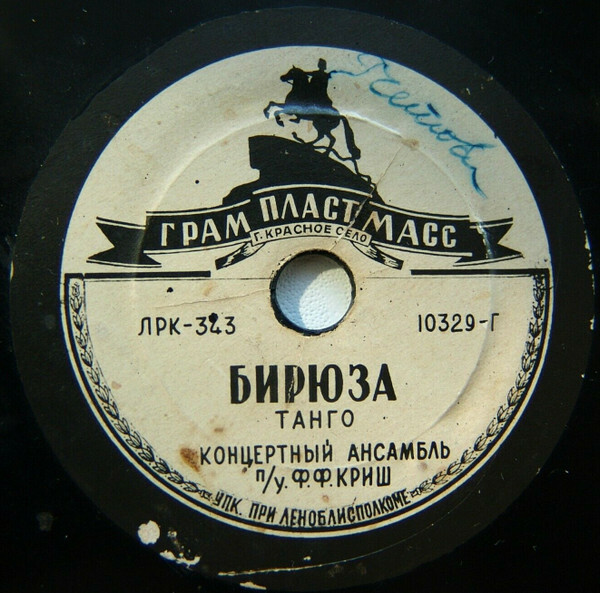 ГРАМ ПЛАСТ МАСС
Г. КРАСНОЕ СЕЛО
ЛРК-343 10329-Г
БИРЮЗА
ТАНГО
КОНЦЕРТНЫЙ АНСАМБЛЬ
п/у. Ф.Ф. КРИШ
УПК. ПРИ ЛЕНОБЛИСПОЛКОМЕ